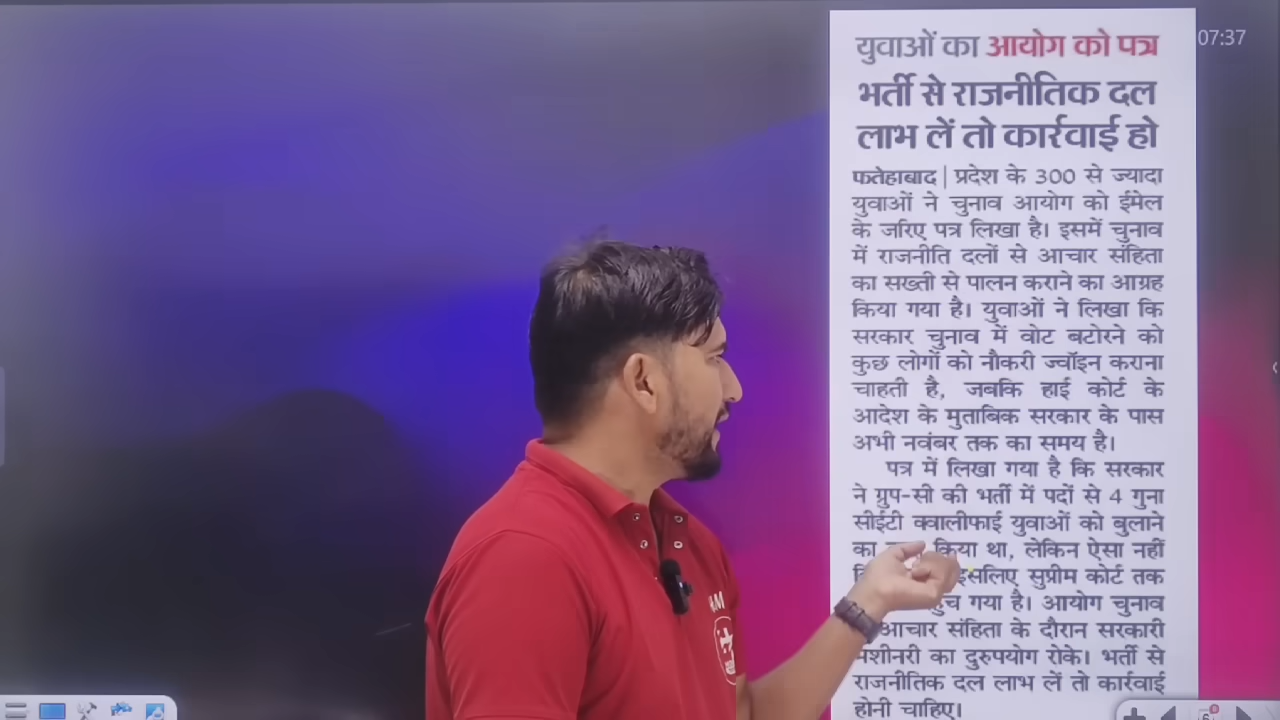 युवाओं का आयोग को पत्र
07:37
भर्ती से राजनीतिक दल
लाभ लें तो कार्रवाई हो
फतेहाबाद | प्रदेश के 300 से ज्यादा
युवाओं ने चुनाव आयोग को ईमेल
के जरिए पत्र लिखा है। इसमें चुनाव
में राजनीति दलों से आचार संहिता
का सख्ती से पालन कराने का आग्रह
किया गया है। युवाओं ने लिखा कि
सरकार चुनाव में वोट बटोरने को
कुछ लोगों को नौकरी ज्वॉइन कराना
चाहती है, जबकि हाई कोर्ट के
आदेश के मुताबिक सरकार के पास
अभी नवंबर तक का समय है।
पत्र में लिखा गया है कि सरकार
ने ग्रुप-सी की भर्ती में पदों से 4 गुना
सीईटी क्वालीफाई युवाओं को बुलाने
का किया था, लेकिन ऐसा नहीं
इसलिए सुप्रीम कोर्ट तक
गया है। आयोग चुनाव
आचार संहिता के दौरान सरकारी
मशीनरी का दुरुपयोग रोके। भर्ती से
राजनीतिक दल लाभ लें तो कार्रवाई
होनी चाहिए।